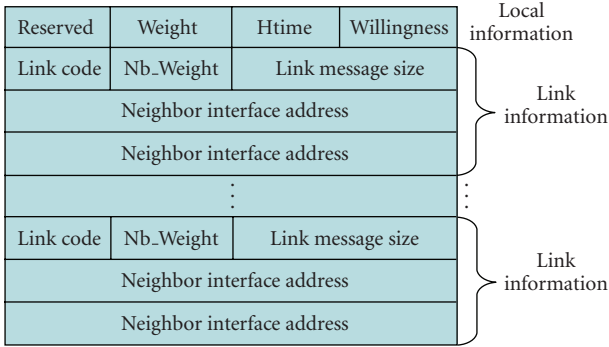 Reserved Weight Htime Willingness
Local
information
Link code Nb_Weight Link message size
Neighbor interface address
Neighbor interface address
Link
information
⋮ ⋮
Link code Nb_Weight Link message size
Neighbor interface address
Neighbor interface address
Link
information